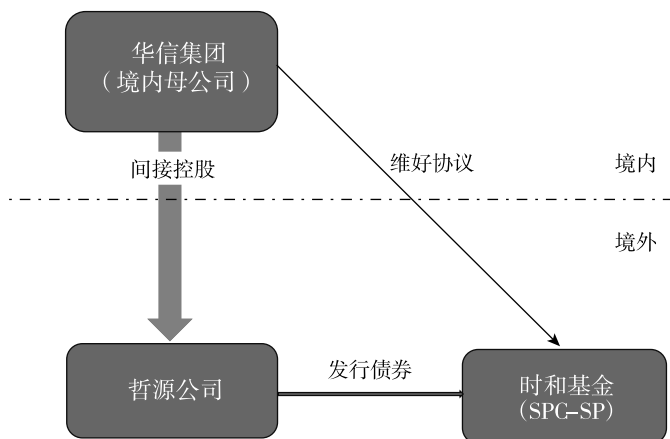 华信集团
（境内母公司）
间接控股
维好协议
境内
境外
哲源公司
发行债券
时和基金
(SPC-SP)